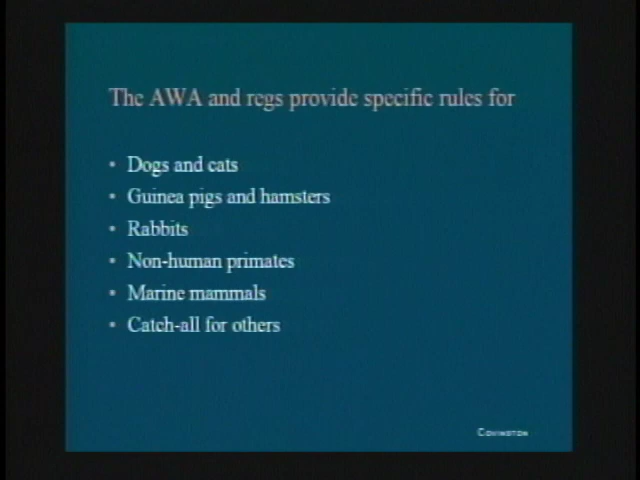 The AWA and regs provide specific rules for
• Dogs and cats
• Guinea pigs and hamsters
• Rabbits
• Non-human primates
• Marine mammals
• Catch-all for others
COVINGTON